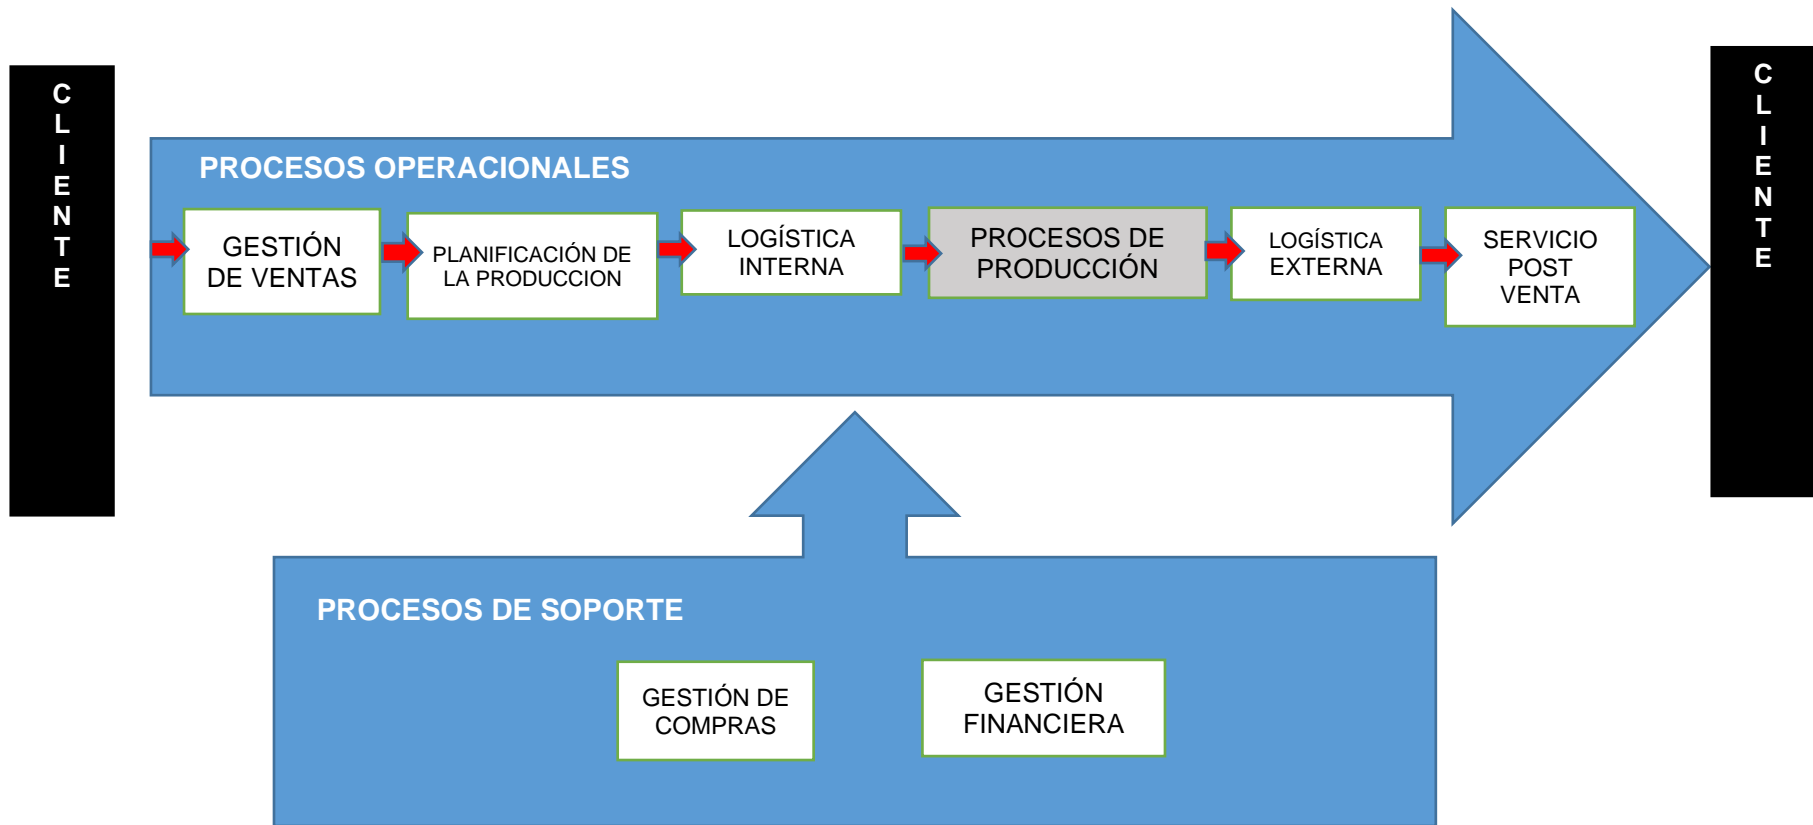 C
L
I
E
N
T
E
PROCESOS OPERACIONALES
GESTIÓN
DE VENTAS
PLANIFICACIÓN DE
LA PRODUCCION
LOGÍSTICA
INTERNA
PROCESOS DE
PRODUCCIÓN
LOGÍSTICA
EXTERNA
SERVICIO
POST
VENTA
C
L
I
E
N
T
E
PROCESOS DE SOPORTE
GESTIÓN DE
COMPRAS
GESTIÓN
FINANCIERA